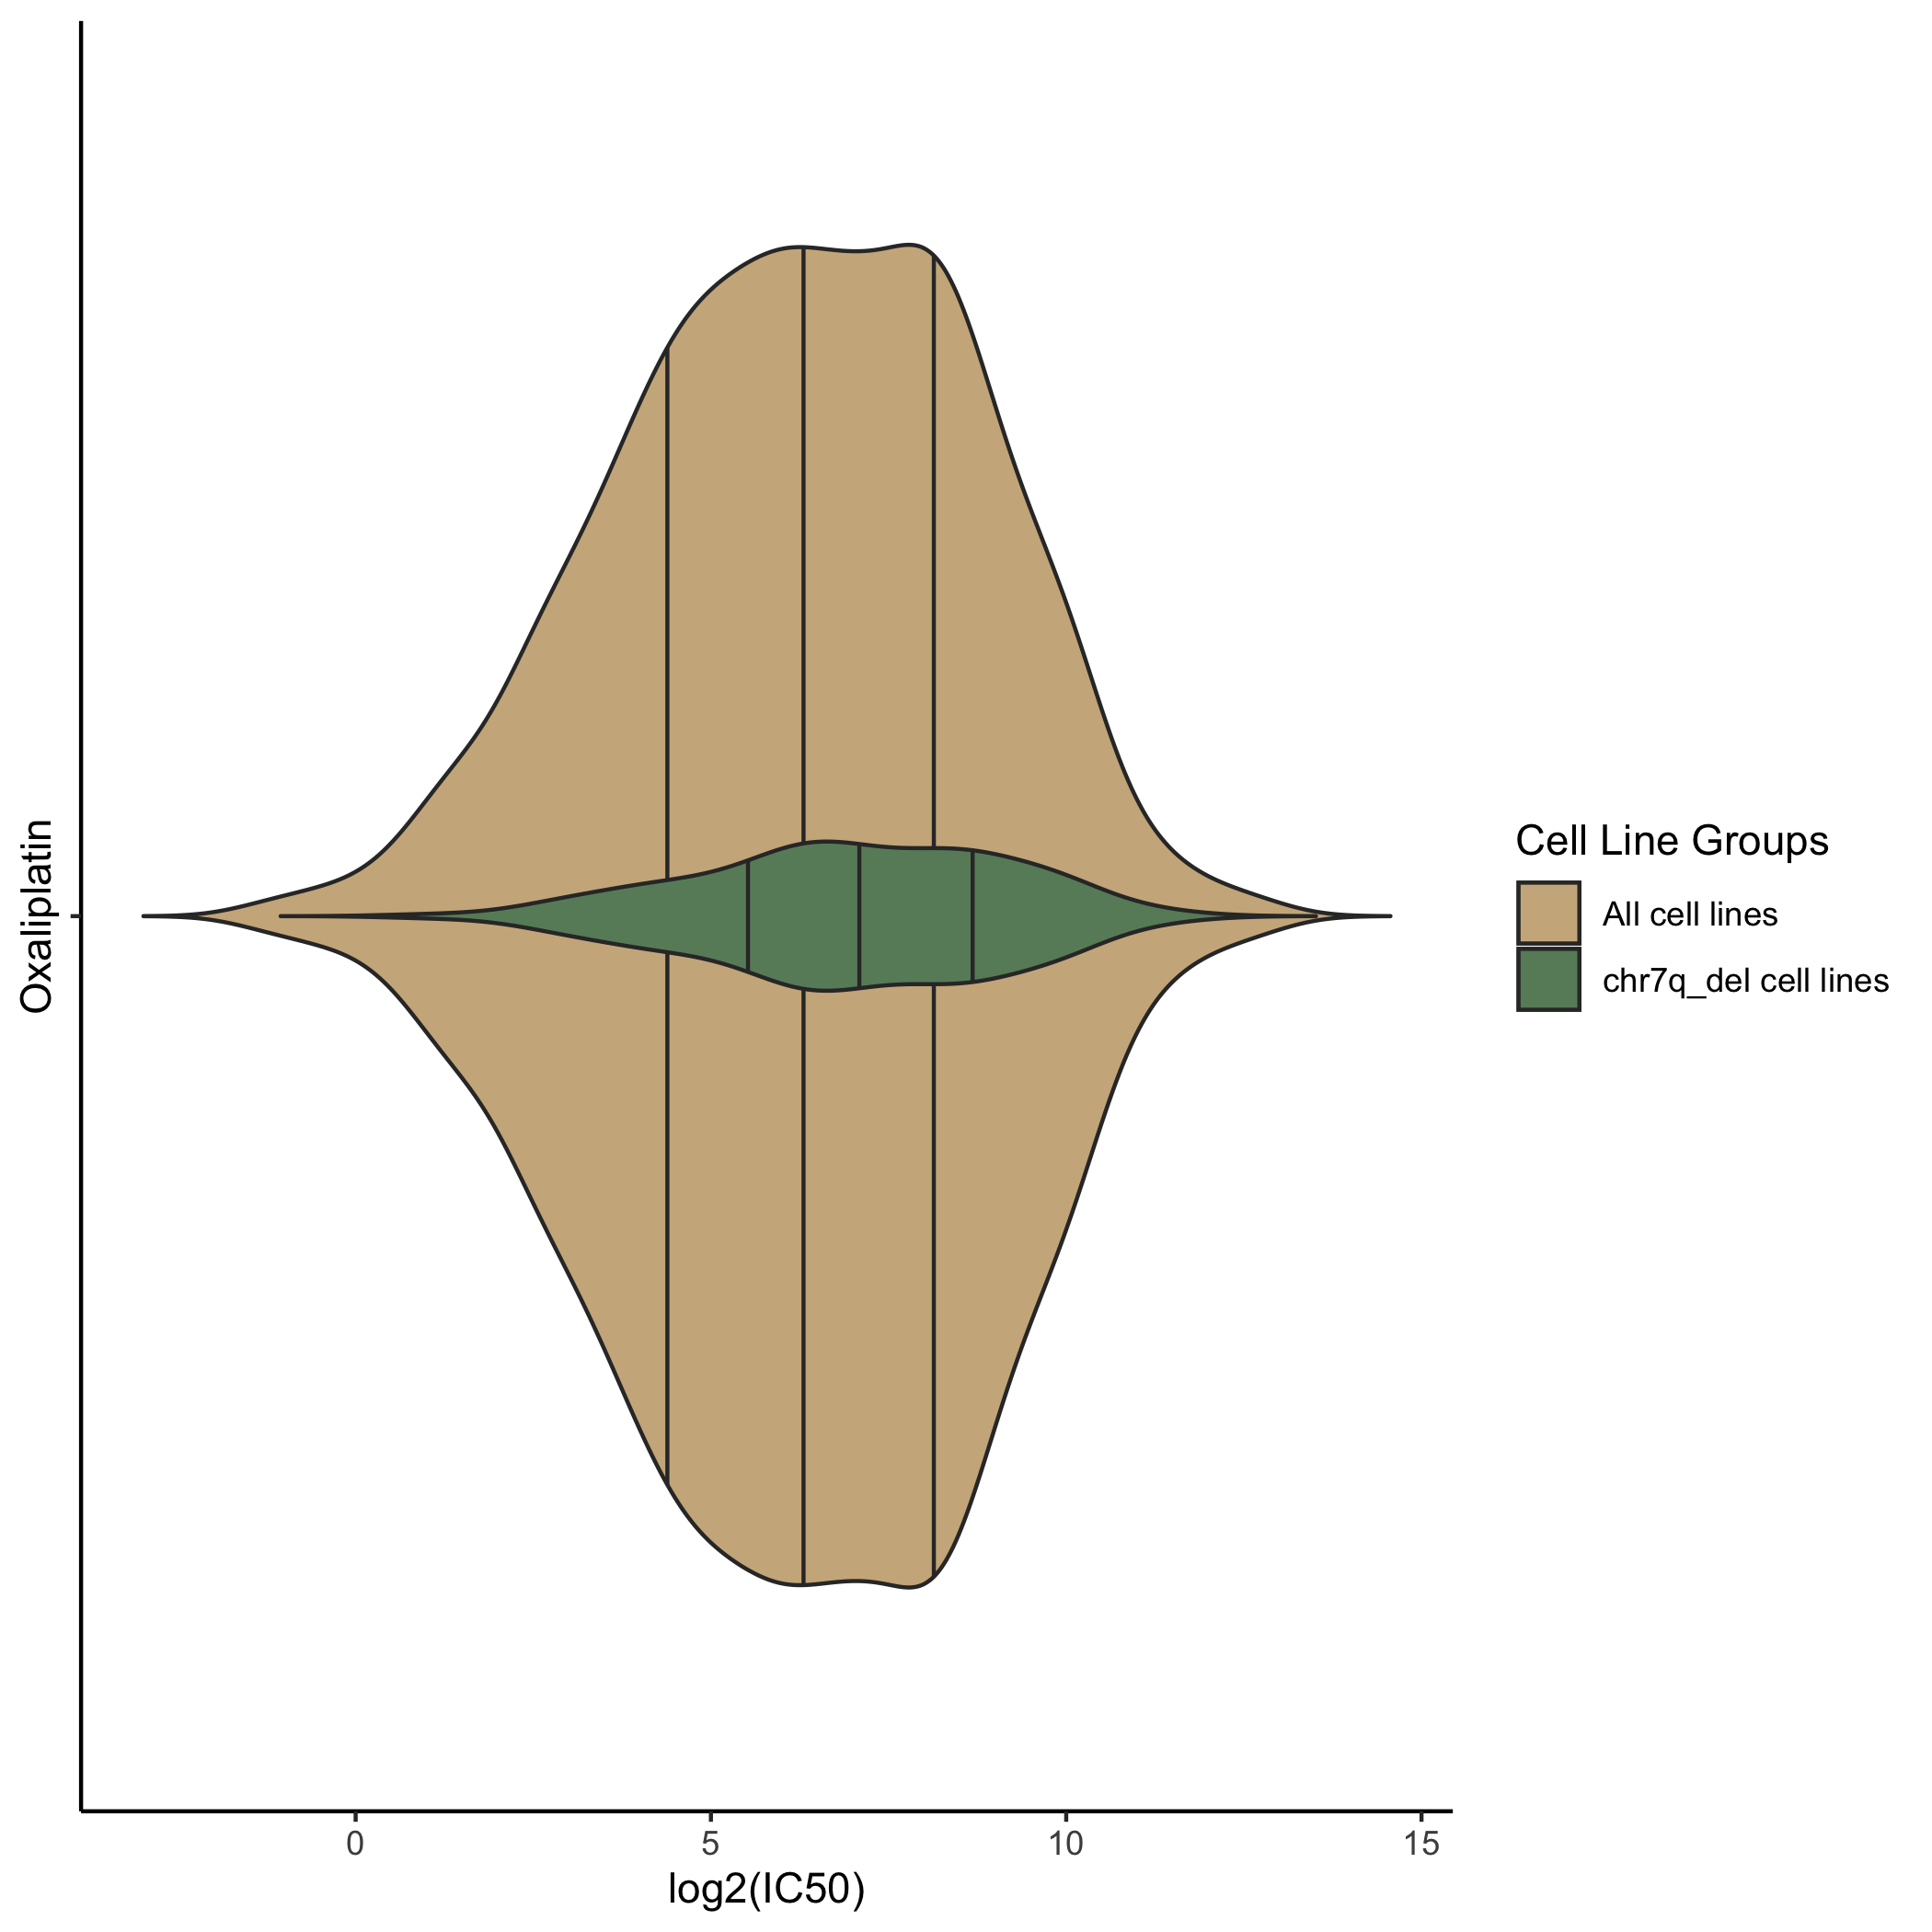 Oxaliplatin
0
5
10
15
log2(IC50)
Cell Line Groups
All cell lines
chr7q_del cell lines